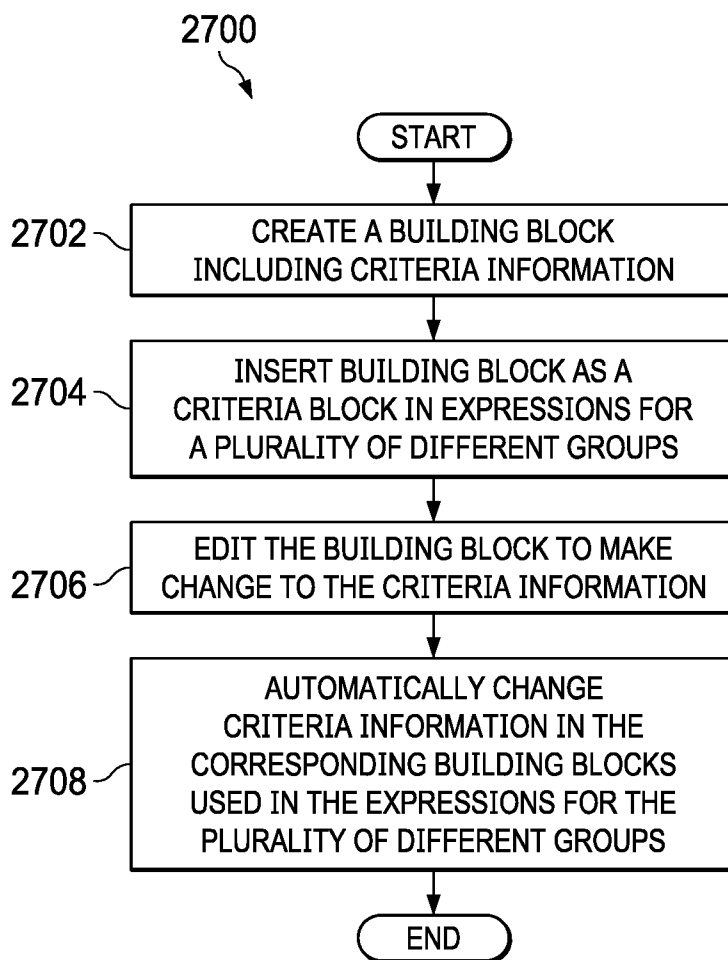 2700
START
2702
CREATE A BUILDING BLOCK
INCLUDING CRITERIA INFORMATION
2704
INSERT BUILDING BLOCK AS A
CRITERIA BLOCK IN EXPRESSIONS FOR
A PLURALITY OF DIFFERENT GROUPS
2706
EDIT THE BUILDING BLOCK TO MAKE
CHANGE TO THE CRITERIA INFORMATION
2708
AUTOMATICALLY CHANGE
CRITERIA INFORMATION IN THE
CORRESPONDING BUILDING BLOCKS
USED IN THE EXPRESSIONS FOR THE
PLURALITY OF DIFFERENT GROUPS
END